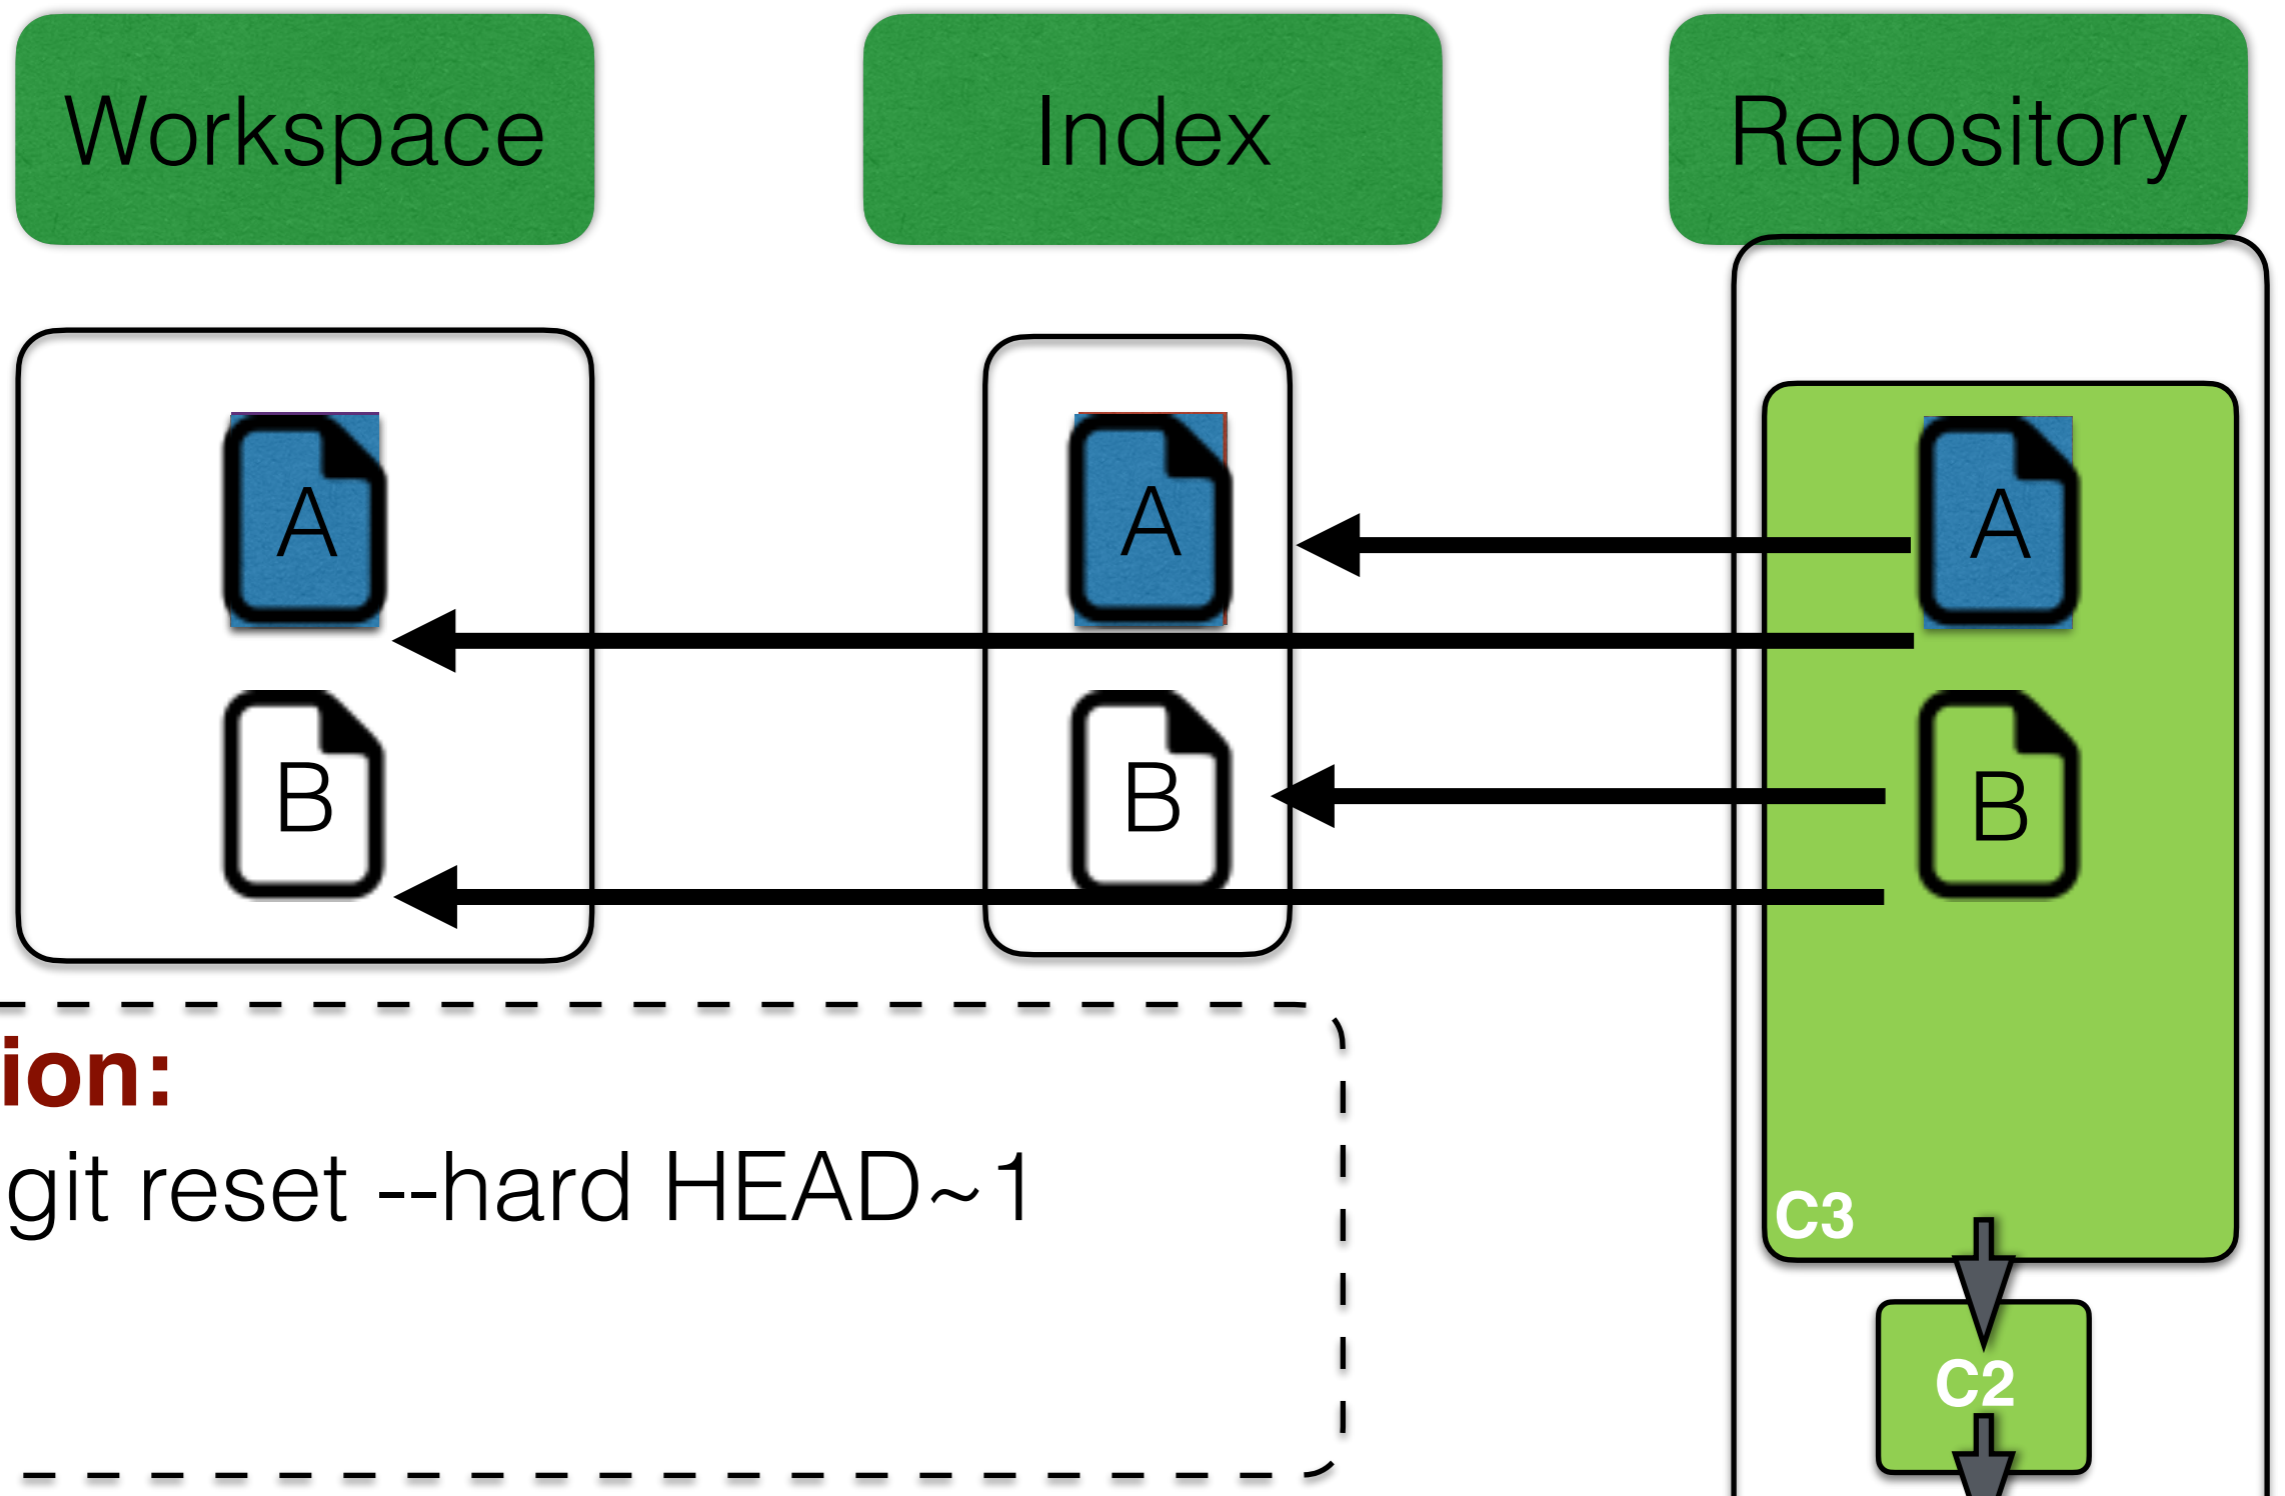 Workspace
Index
Repository
A
A
A
B
B
B
ion:
git reset --hard HEAD~1
C3
C2